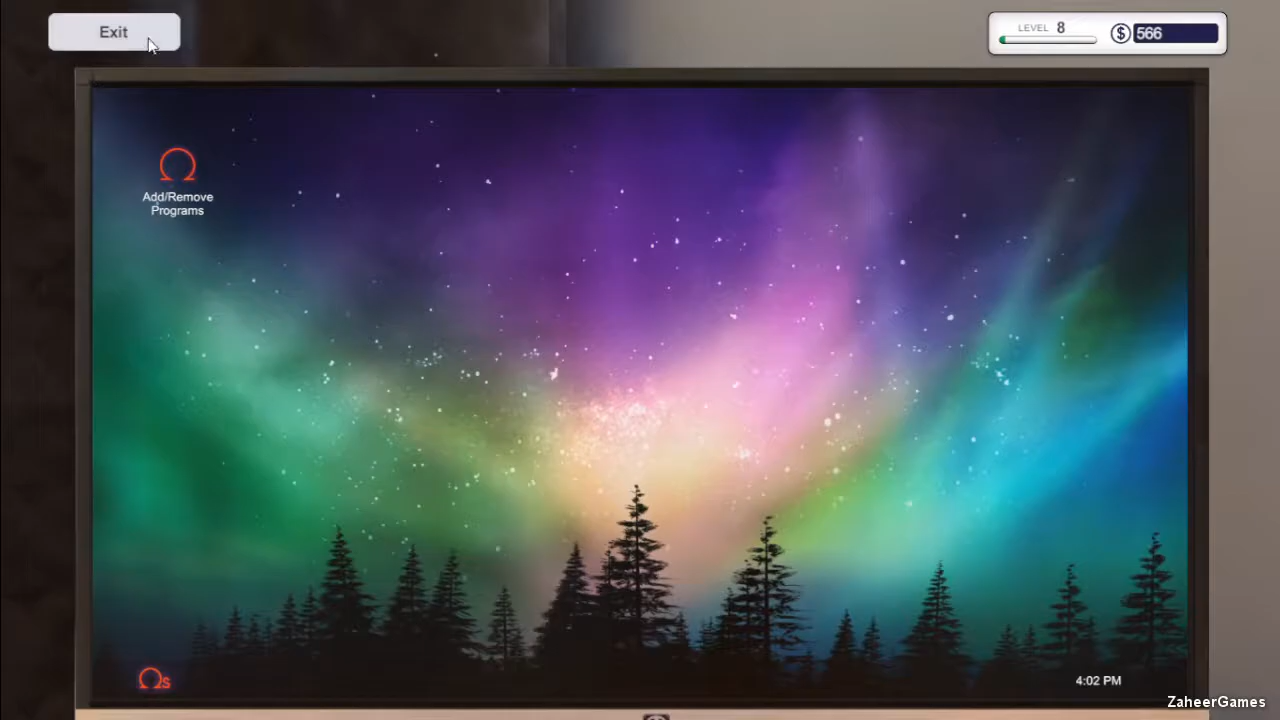 Exit
LEVEL 8
$ 566
Add/Remove
Programs
Ωs
4:02 PM
ZaheerGames